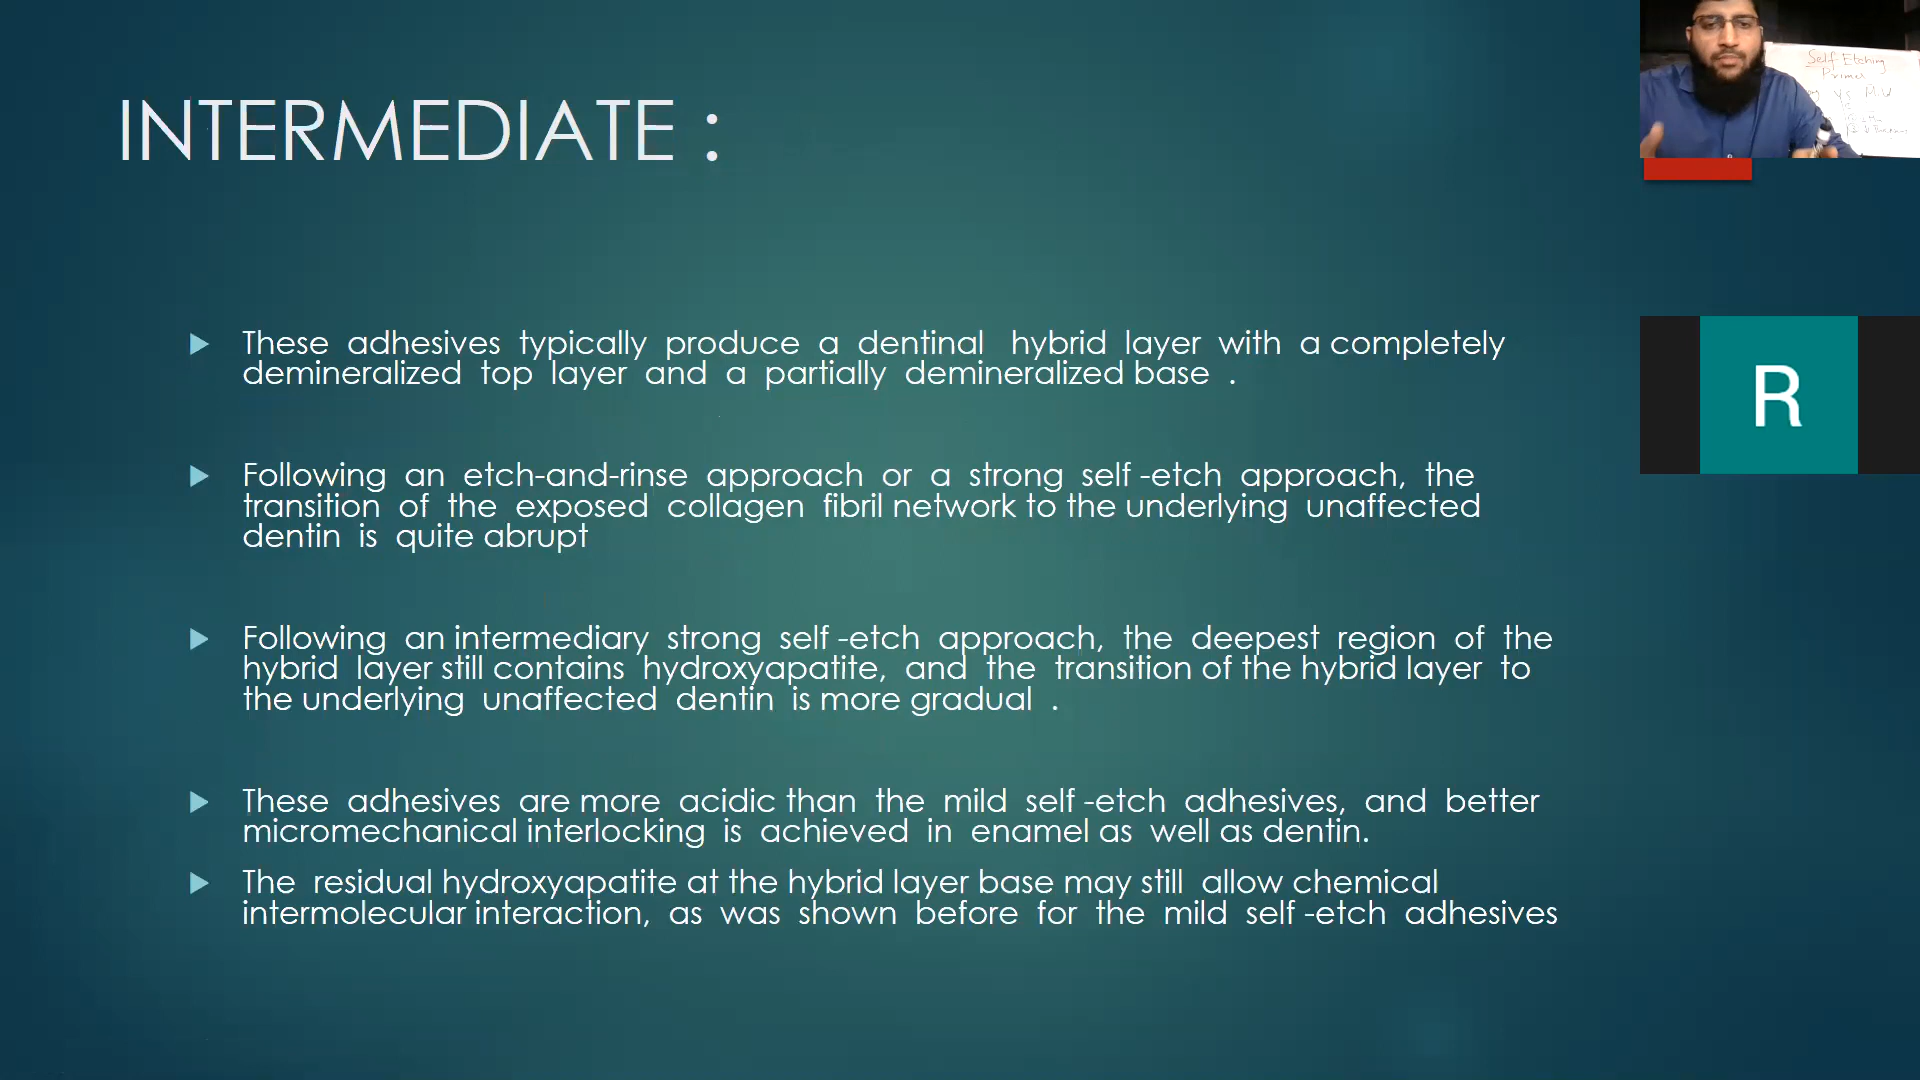 INTERMEDIATE :
These adhesives typically produce a dentinal hybrid layer with a completely
demineralized top layer and a partially demineralized base .
Following an etch-and-rinse approach or a strong self -etch approach, the
transition of the exposed collagen fibril network to the underlying unaffected
dentin is quite abrupt
Following an intermediary strong self -etch approach, the deepest region of the
hybrid layer still contains hydroxyapatite, and the transition of the hybrid layer to
the underlying unaffected dentin is more gradual .
These adhesives are more acidic than the mild self -etch adhesives, and better
micromechanical interlocking is achieved in enamel as well as dentin.
The residual hydroxyapatite at the hybrid layer base may still allow chemical
intermolecular interaction, as was shown before for the mild self -etch adhesives
Self Etching
Primer
R